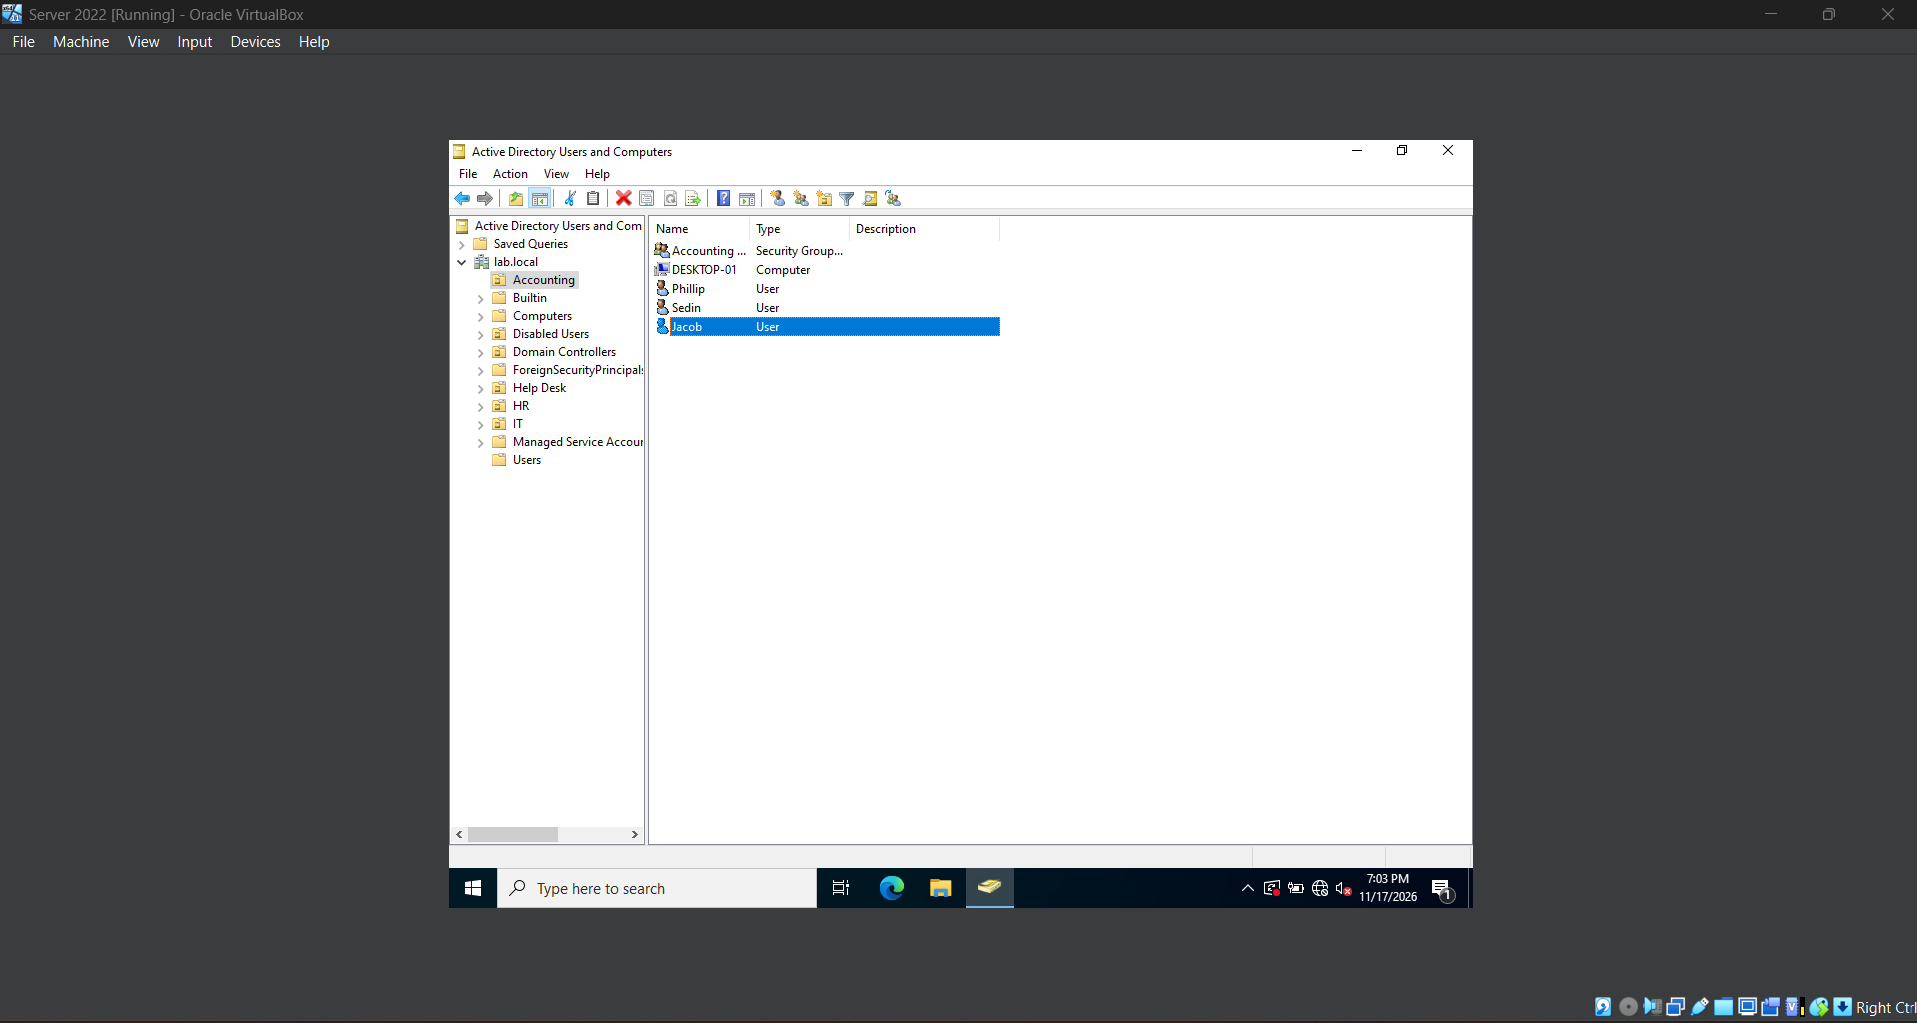 Server 2022 [Running] - Oracle VirtualBox
File Machine View Input Devices Help
Active Directory Users and Computers
File Action View Help
Active Directory Users and Com
Saved Queries
lab.local
Accounting
Builtin
Computers
Disabled Users
Domain Controllers
ForeignSecurityPrincipals
Help Desk
HR
IT
Managed Service Accour
Users
Name Type Description
Accounting ... Security Group...
DESKTOP-01 Computer
Phillip User
Sedin User
Jacob User
Type here to search
7:03 PM
11/17/2026
1
Right Ctrl